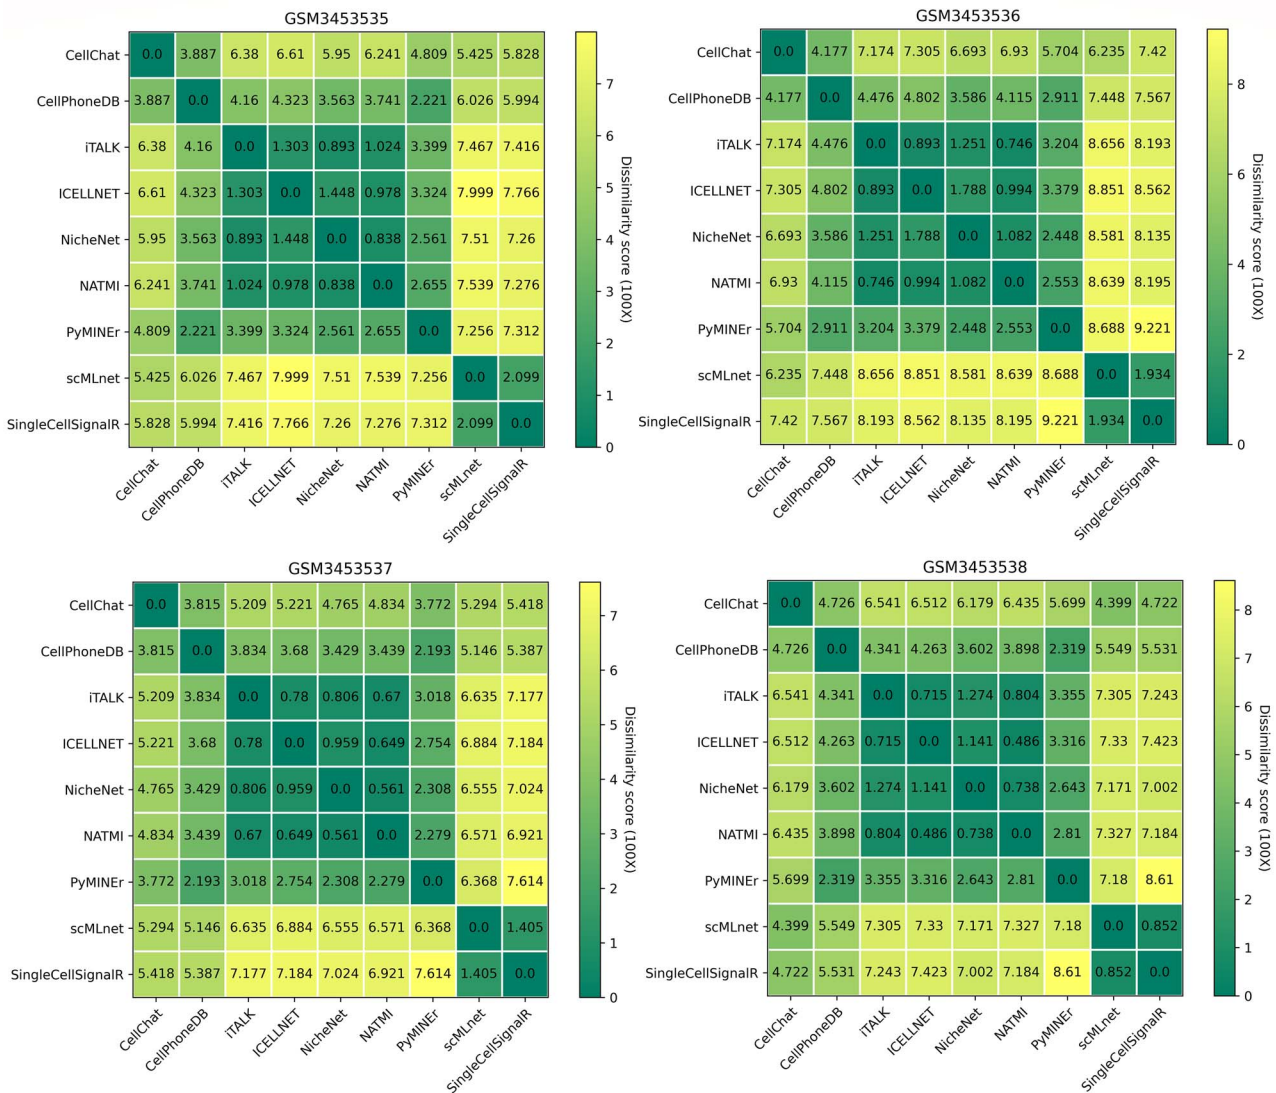 GSM3453535
CellChat 0.0 3.887 6.38 6.61 5.95 6.241 4.809 5.425 5.828
CellPhoneDB 3.887 0.0 4.16 4.323 3.563 3.741 2.221 6.026 5.994
iTALK 6.38 4.16 0.0 1.303 0.893 1.024 3.399 7.467 7.416
ICELLNET 6.61 4.323 1.303 0.0 1.448 0.978 3.324 7.999 7.766
NicheNet 5.95 3.563 0.893 1.448 0.0 0.838 2.561 7.51 7.26
NATMI 6.241 3.741 1.024 0.978 0.838 0.0 2.655 7.539 7.276
PyMINEr 4.809 2.221 3.399 3.324 2.561 2.655 0.0 7.256 7.312
scMLnet 5.425 6.026 7.467 7.999 7.51 7.539 7.256 0.0 2.099
SingleCellSignalR 5.828 5.994 7.416 7.766 7.26 7.276 7.312 2.099 0.0
CellChat CellPhoneDB iTALK ICELLNET NicheNet NATMI PyMINEr scMLnet SingleCellSignalR
7
6
5
4
3
2
1
0
Dissimilarity score (100X)
GSM3453536
CellChat 0.0 4.177 7.174 7.305 6.693 6.93 5.704 6.235 7.42
CellPhoneDB 4.177 0.0 4.476 4.802 3.586 4.115 2.911 7.448 7.567
iTALK 7.174 4.476 0.0 0.893 1.251 0.746 3.204 8.656 8.193
ICELLNET 7.305 4.802 0.893 0.0 1.788 0.994 3.379 8.851 8.562
NicheNet 6.693 3.586 1.251 1.788 0.0 1.082 2.448 8.581 8.135
NATMI 6.93 4.115 0.746 0.994 1.082 0.0 2.553 8.639 8.195
PyMINEr 5.704 2.911 3.204 3.379 2.448 2.553 0.0 8.688 9.221
scMLnet 6.235 7.448 8.656 8.851 8.581 8.639 8.688 0.0 1.934
SingleCellSignalR 7.42 7.567 8.193 8.562 8.135 8.195 9.221 1.934 0.0
CellChat CellPhoneDB iTALK ICELLNET NicheNet NATMI PyMINEr scMLnet SingleCellSignalR
8
6
4
2
0
Dissimilarity score (100X)
GSM3453537
CellChat 0.0 3.815 5.209 5.221 4.765 4.834 3.772 5.294 5.418
CellPhoneDB 3.815 0.0 3.834 3.68 3.429 3.439 2.193 5.146 5.387
iTALK 5.209 3.834 0.0 0.78 0.806 0.67 3.018 6.635 7.177
ICELLNET 5.221 3.68 0.78 0.0 0.959 0.649 2.754 6.884 7.184
NicheNet 4.765 3.429 0.806 0.959 0.0 0.561 2.308 6.555 7.024
NATMI 4.834 3.439 0.67 0.649 0.561 0.0 2.279 6.571 6.921
PyMINEr 3.772 2.193 3.018 2.754 2.308 2.279 0.0 6.368 7.614
scMLnet 5.294 5.146 6.635 6.884 6.555 6.571 6.368 0.0 1.405
SingleCellSignalR 5.418 5.387 7.177 7.184 7.024 6.921 7.614 1.405 0.0
CellChat CellPhoneDB iTALK ICELLNET NicheNet NATMI PyMINEr scMLnet SingleCellSignalR
7
6
5
4
3
2
1
0
Dissimilarity score (100X)
GSM3453538
CellChat 0.0 4.726 6.541 6.512 6.179 6.435 5.699 4.399 4.722
CellPhoneDB 4.726 0.0 4.341 4.263 3.602 3.898 2.319 5.549 5.531
iTALK 6.541 4.341 0.0 0.715 1.274 0.804 3.355 7.305 7.243
ICELLNET 6.512 4.263 0.715 0.0 1.141 0.486 3.316 7.33 7.423
NicheNet 6.179 3.602 1.274 1.141 0.0 0.738 2.643 7.171 7.002
NATMI 6.435 3.898 0.804 0.486 0.738 0.0 2.81 7.327 7.184
PyMINEr 5.699 2.319 3.355 3.316 2.643 2.81 0.0 7.18 8.61
scMLnet 4.399 5.549 7.305 7.33 7.171 7.327 7.18 0.0 0.852
SingleCellSignalR 4.722 5.531 7.243 7.423 7.002 7.184 8.61 0.852 0.0
CellChat CellPhoneDB iTALK ICELLNET NicheNet NATMI PyMINEr scMLnet SingleCellSignalR
8
7
6
5
4
3
2
1
0
Dissimilarity score (100X)